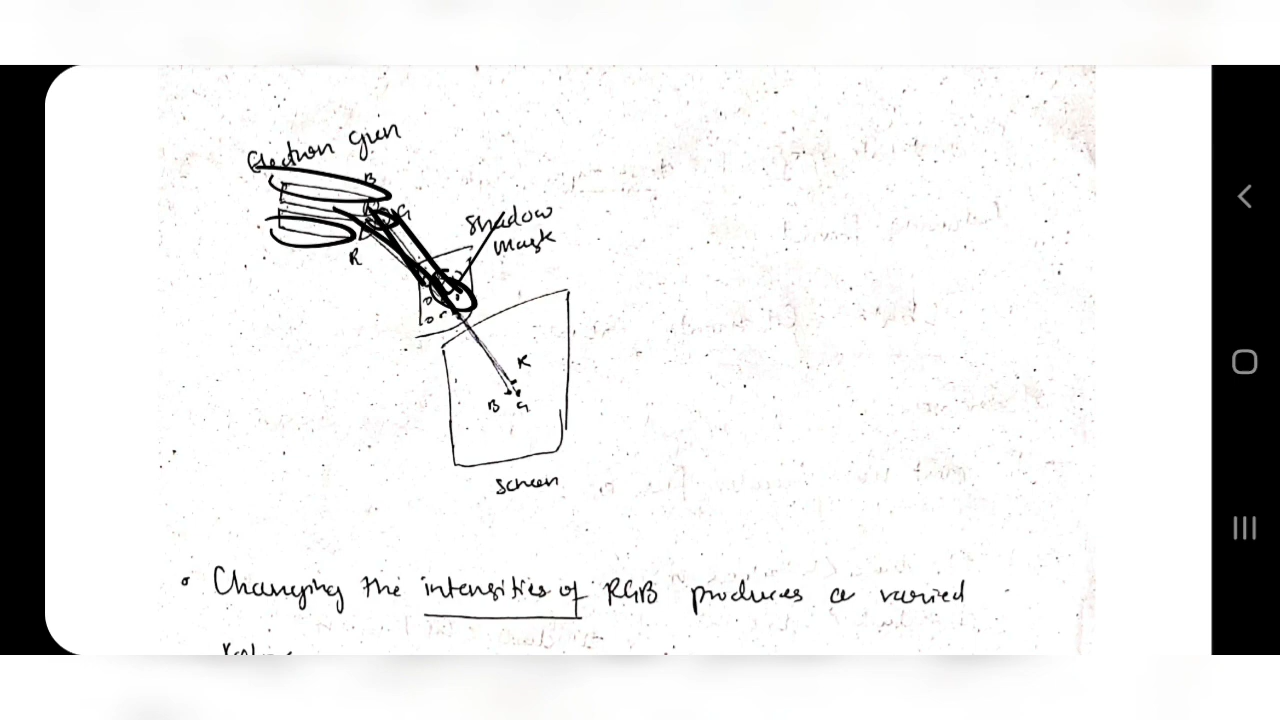 Electron Gun
B
G
R
Shadow
Mask
R
B G
Screen
Changing the intensities of RGB produces a varied